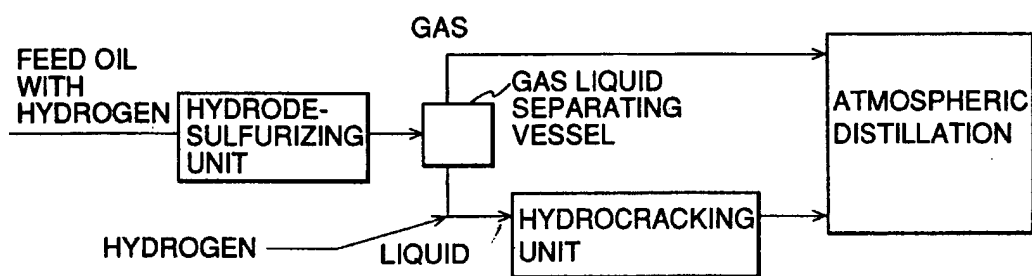 GAS
FEED OIL
WITH
HYDROGEN
HYDRODE-
SULFURIZING
UNIT
GAS LIQUID
SEPARATING
VESSEL
ATMOSPHERIC
DISTILLATION
HYDROGEN
LIQUID
HYDROCRACKING
UNIT